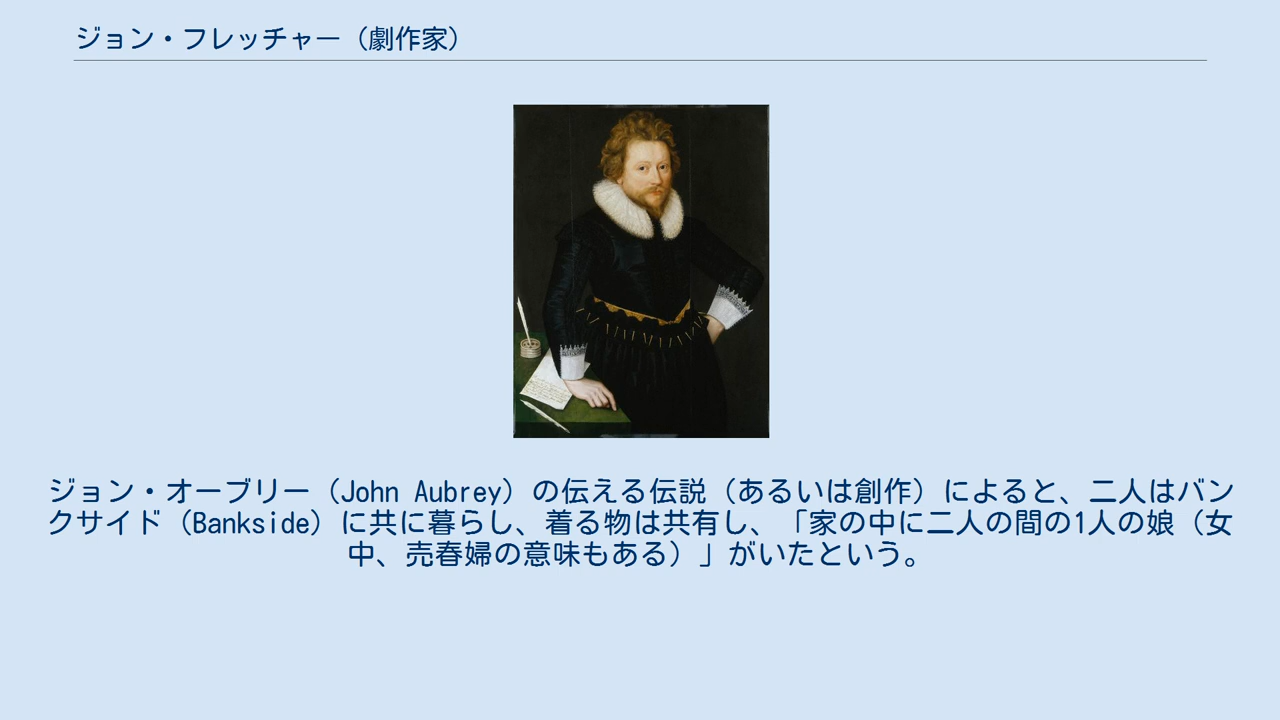 ジョン・フレッチャー（劇作家）
ジョン・オーブリー（John Aubrey）の伝える伝説（あるいは創作）によると、二人はバン
クサイド（Bankside）に共に暮らし、着る物は共有し、「家の中に二人の間の1人の娘（女
中、売春婦の意味もある）」がいたという。